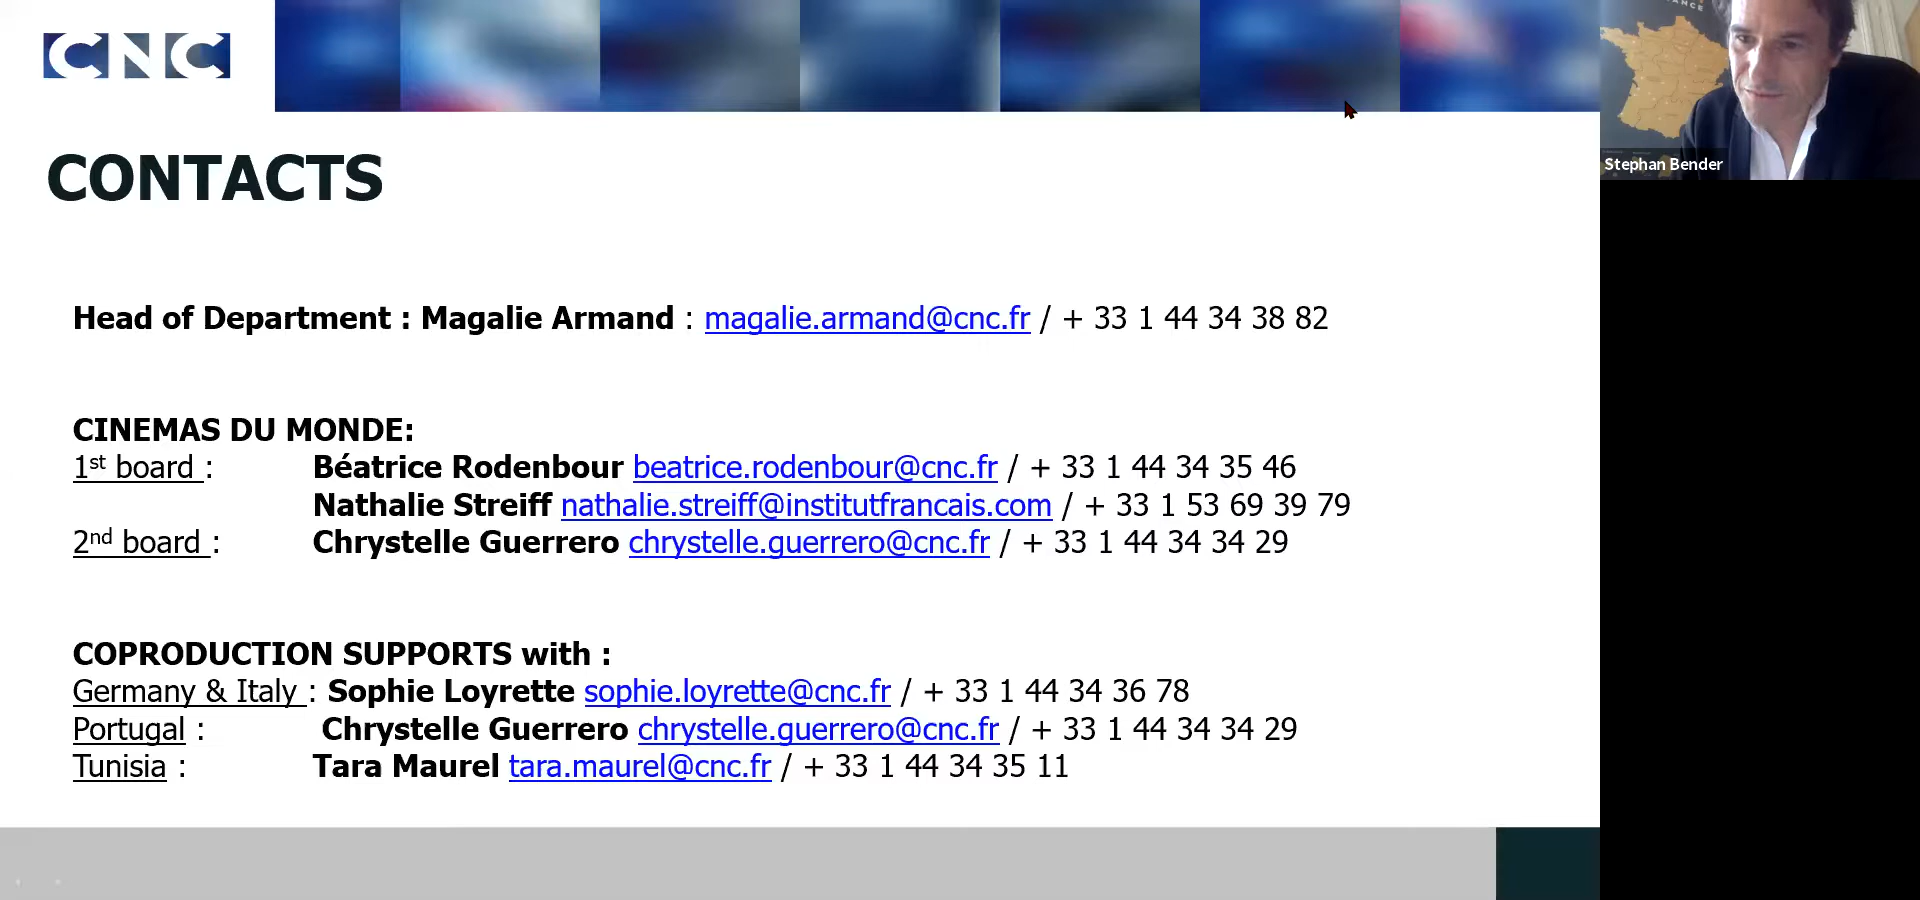 CNC
CONTACTS
Head of Department : Magalie Armand : magalie.armand@cnc.fr / + 33 1 44 34 38 82
CINEMAS DU MONDE:
1st board : Béatrice Rodenbour beatrice.rodenbour@cnc.fr / + 33 1 44 34 35 46
Nathalie Streiff nathalie.streiff@institutfrancais.com / + 33 1 53 69 39 79
2nd board : Chrystelle Guerrero chrystelle.guerrero@cnc.fr / + 33 1 44 34 34 29
COPRODUCTION SUPPORTS with :
Germany & Italy : Sophie Loyrette sophie.loyrette@cnc.fr / + 33 1 44 34 36 78
Portugal : Chrystelle Guerrero chrystelle.guerrero@cnc.fr / + 33 1 44 34 34 29
Tunisia : Tara Maurel tara.maurel@cnc.fr / + 33 1 44 34 35 11
Stephan Bender